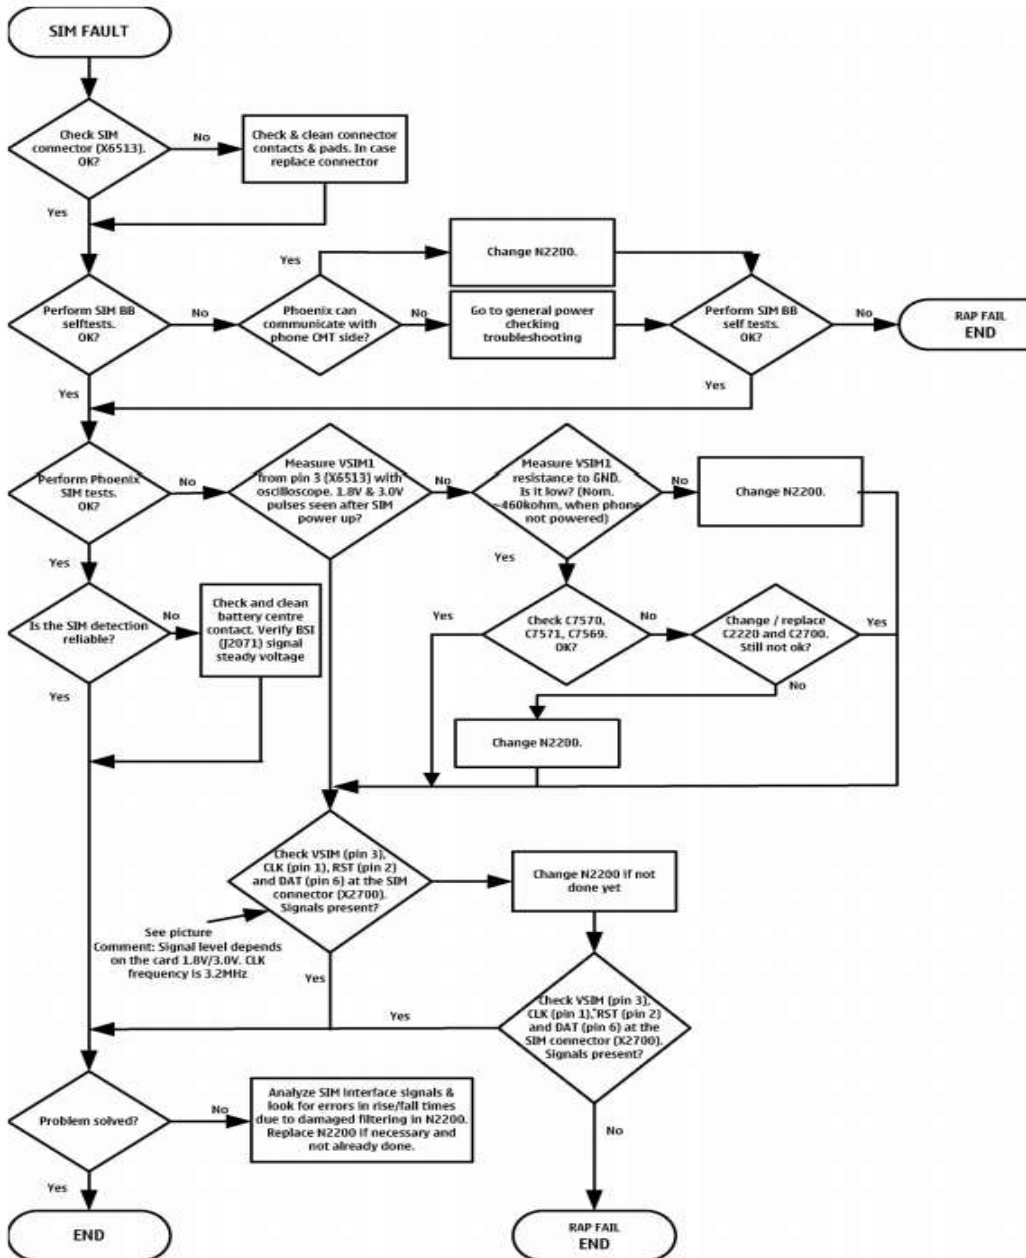 SIM FAULT
Check SIM
connector (X6513).
OK?
No
Check & clean connector
contacts & pads. In case
replace connector
Yes
Yes
Change N2200.
Perform SIM BB
selftests.
OK?
No
Phoenix can
communicate with
phone CMT side?
No
Go to general power
checking
troubleshooting
Perform SIM BB
self tests.
OK?
No
RAP FAIL
END
Yes
Yes
Perform Phoenix
SIM tests.
OK?
No
Measure VSIM1
from pin 3 (X6513) with
oscilloscope. 1.8V & 3.0V
pulses seen after SIM
power up?
No
Measure VSIM1
resistance to GND.
Is it low? (Nom.
~460kohm, when phone
not powered)
No
Change N2200.
Yes
Yes
Is the SIM detection
reliable?
No
Check and clean
battery centre
contact. Verify BSI
(J2071) signal
steady voltage
Yes
Check C7570,
C7571, C7569.
OK?
No
Change / replace
C2220 and C2700.
Still not ok?
Yes
Yes
No
Change N2200.
Check VSIM (pin 3),
CLK (pin 1), RST (pin 2)
and DAT (pin 6) at the SIM
connector (X2700).
Signals present?
Change N2200 if not
done yet
See picture
Comment: Signal level depends
on the card 1.8V/3.0V. CLK
frequency is 3.2MHz
Yes
Yes
Check VSIM (pin 3),
CLK (pin 1), RST (pin 2)
and DAT (pin 6) at the
SIM connector (X2700).
Signals present?
Problem solved?
No
Analyze SIM Interface signals &
look for errors in rise/fall times
due to damaged filtering in N2200.
Replace N2200 if necessary and
not already done.
No
Yes
END
RAP FAIL
END